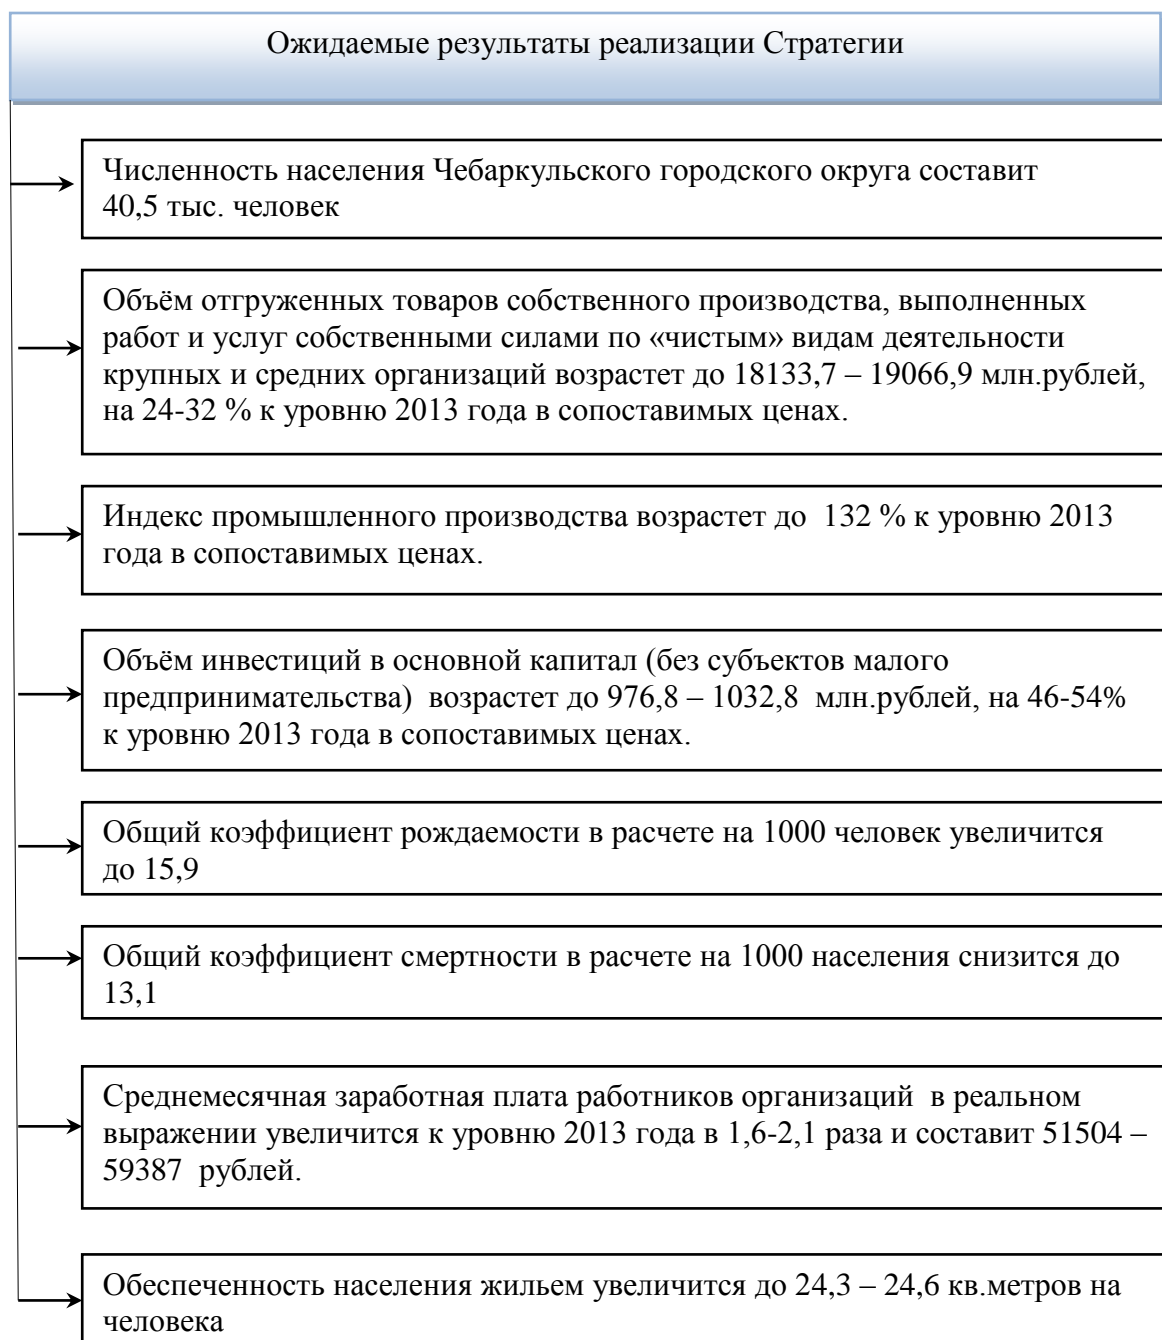 Ожидаемые результаты реализации Стратегии
Численность населения Чебаркульского городского округа составит
40,5 тыс. человек
Объём отгруженных товаров собственного производства, выполненных
работ и услуг собственными силами по «чистым» видам деятельности
крупных и средних организаций возрастет до 18133,7 – 19066,9 млн.рублей,
на 24-32 % к уровню 2013 года в сопоставимых ценах.
Индекс промышленного производства возрастет до 132 % к уровню 2013
года в сопоставимых ценах.
Объём инвестиций в основной капитал (без субъектов малого
предпринимательства) возрастет до 976,8 – 1032,8 млн.рублей, на 46-54%
к уровню 2013 года в сопоставимых ценах.
Общий коэффициент рождаемости в расчете на 1000 человек увеличится
до 15,9
Общий коэффициент смертности в расчете на 1000 населения снизится до
13,1
Среднемесячная заработная плата работников организаций в реальном
выражении увеличится к уровню 2013 года в 1,6-2,1 раза и составит 51504 –
59387 рублей.
Обеспеченность населения жильем увеличится до 24,3 – 24,6 кв.метров на
человека